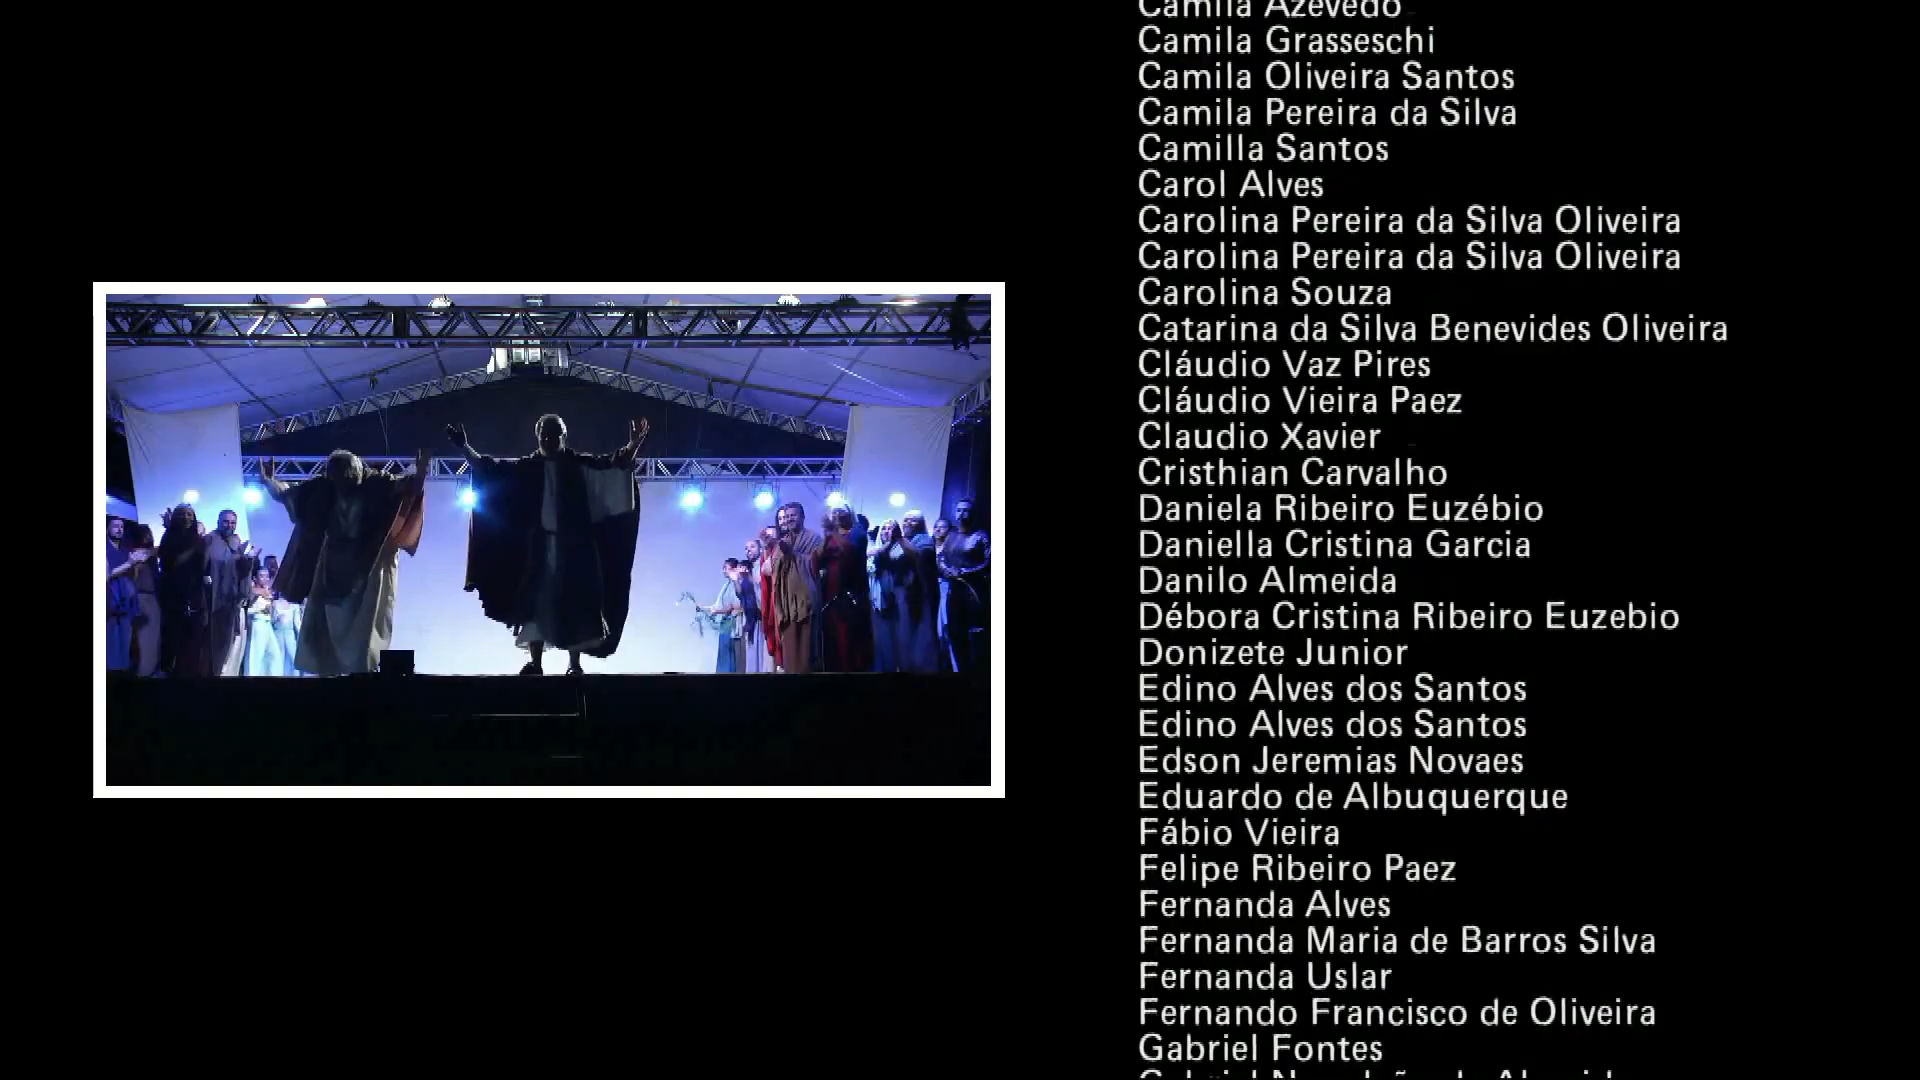 Camila Azevedo
Camila Grasseschi
Camila Oliveira Santos
Camila Pereira da Silva
Camilla Santos
Carol Alves
Carolina Pereira da Silva Oliveira
Carolina Pereira da Silva Oliveira
Carolina Souza
Catarina da Silva Benevides Oliveira
Cláudio Vaz Pires
Cláudio Vieira Paez
Claudio Xavier
Cristhian Carvalho
Daniela Ribeiro Euzébio
Daniella Cristina Garcia
Danilo Almeida
Débora Cristina Ribeiro Euzebio
Donizete Junior
Edino Alves dos Santos
Edino Alves dos Santos
Edson Jeremias Novaes
Eduardo de Albuquerque
Fábio Vieira
Felipe Ribeiro Paez
Fernanda Alves
Fernanda Maria de Barros Silva
Fernanda Uslar
Fernando Francisco de Oliveira
Gabriel Fontes